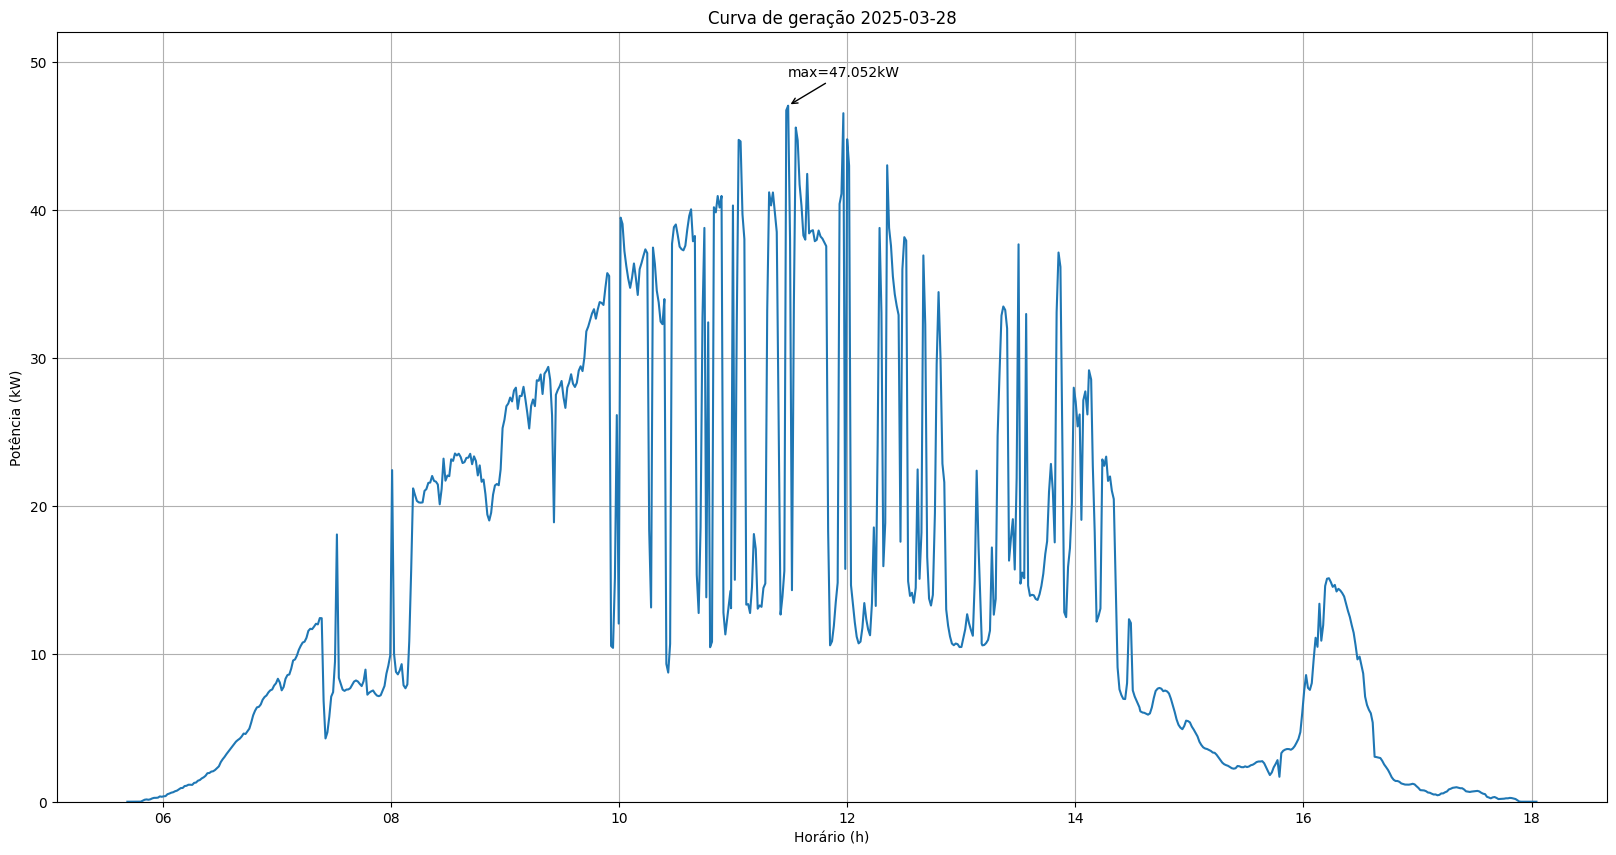 Curva de geração 2025-03-28
max=47.052kW
50
40
30
20
10
0
Potência (kW)
06 08 10 12 14 16 18
Horário (h)